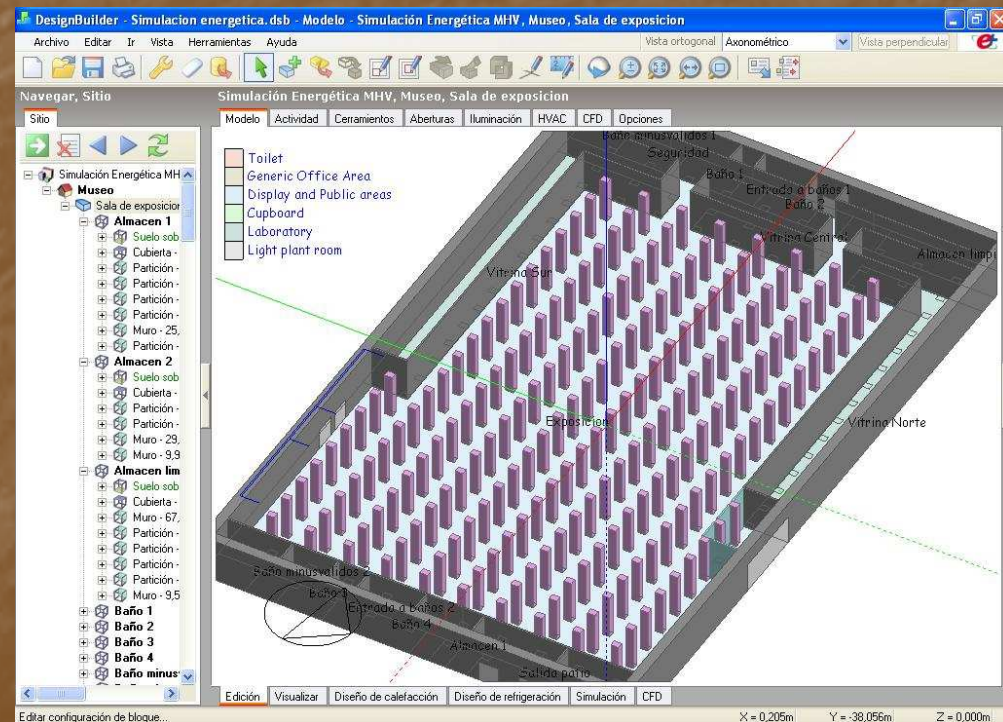 DesignBuilder - Simulacion energetica.dsb - Modelo - Simulación Energética MHV, Museo, Sala de exposicion
Archivo Editar Ir Vista Herramientas Ayuda
Vista ortogonal Axonométrico Vista perpendicular
Navegar, Sitio
Simulación Energética MHV, Museo, Sala de exposicion
Sitio
Modelo Actividad Cerramientos Aberturas Iluminación HVAC CFD Opciones
Simulación Energética MH
Museo
Sala de exposicior
Almacen 1
Suelo sob
Cubierta -
Partición -
Partición -
Partición -
Partición -
Muro - 25,
Partición -
Almacen 2
Suelo sob
Cubierta -
Partición -
Partición -
Muro - 29,
Muro - 9,9
Almacen lim
Suelo sob
Cubierta -
Muro - 67,
Partición -
Partición -
Partición -
Partición -
Muro - 9,5
Baño 1
Baño 2
Baño 3
Baño 4
Baño minus
Toilet
Generic Office Area
Display and Public areas
Cupboard
Laboratory
Light plant room
Baño minusvalidos 1
Seguridad
Baño 1
Entrada a baños 1
Baño 2
Vitrina Central
Almacen limpi
Vitrina Sur
Exposicion
Vitrina Norte
Baño minusvalidos 2
Baño 3
Entrada a baños 2
Baño 4
Almacen 1
Salida patio
Edición Visualizar Diseño de calefacción Diseño de refrigeración Simulación CFD
Editar configuración de bloque...
X = 0,205m Y = -38,056m Z = 0,000m